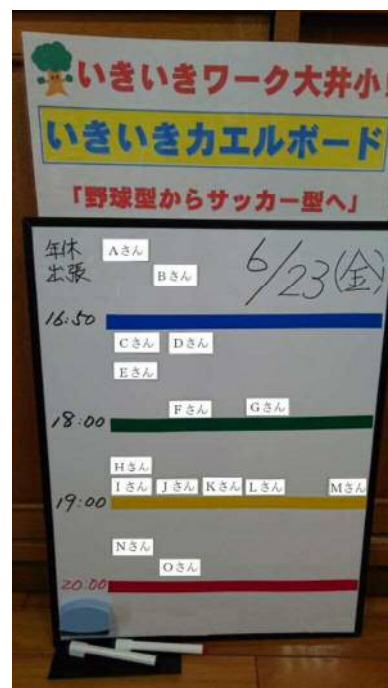 いきいきワーク大井小!
いきいきカエルボード
「野球型からサッカー型へ」
年休 Aさん 6/23(金)
出張 Bさん
16:50
Cさん Dさん
Eさん
Fさん Gさん
18:00
Hさん
Iさん Jさん Kさん Lさん Mさん
19:00
Nさん
Oさん
20:00